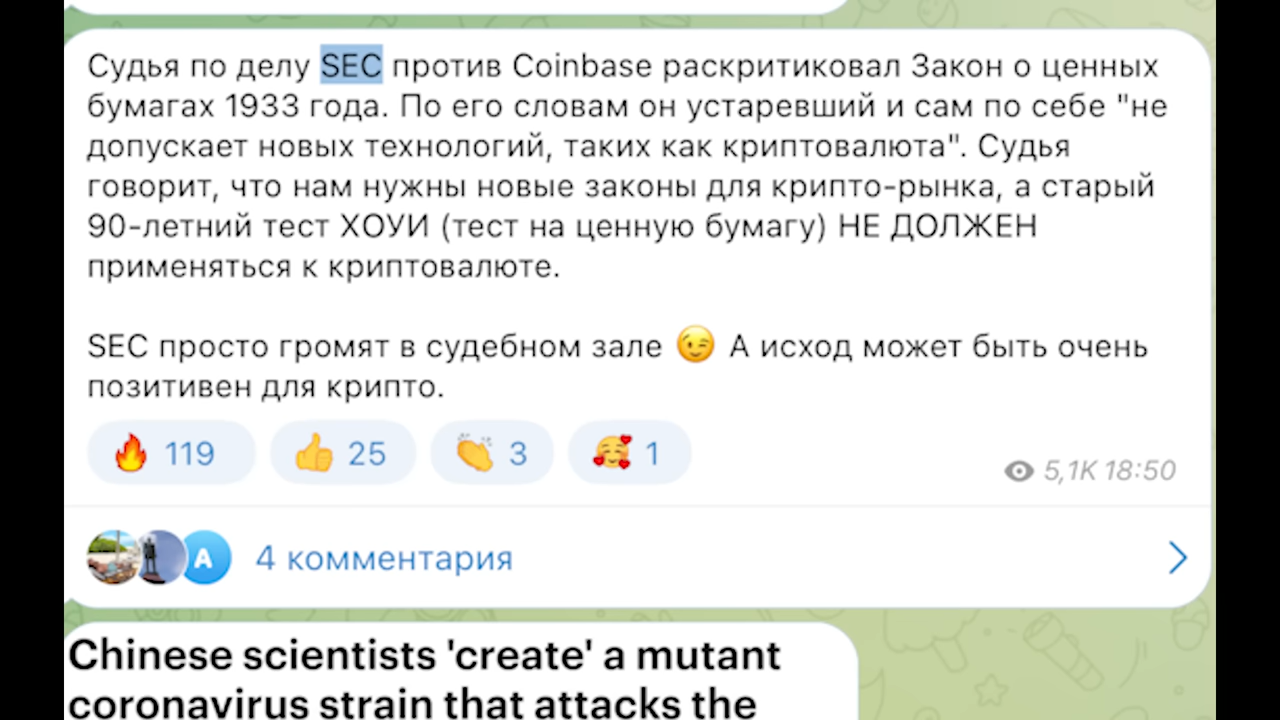 Судья по делу SEC против Coinbase раскритиковал Закон о ценных
бумагах 1933 года. По его словам он устаревший и сам по себе "не
допускает новых технологий, таких как криптовалюта". Судья
говорит, что нам нужны новые законы для крипто-рынка, а старый
90-летний тест ХОУИ (тест на ценную бумагу) НЕ ДОЛЖЕН
применяться к криптовалюте.
SEC просто громят в судебном зале 😉 А исход может быть очень
позитивен для крипто.
🔥 119 👍 25 👏 3 🥰 1
5,1K 18:50
A 4 комментария
Chinese scientists 'create' a mutant
coronavirus strain that attacks the